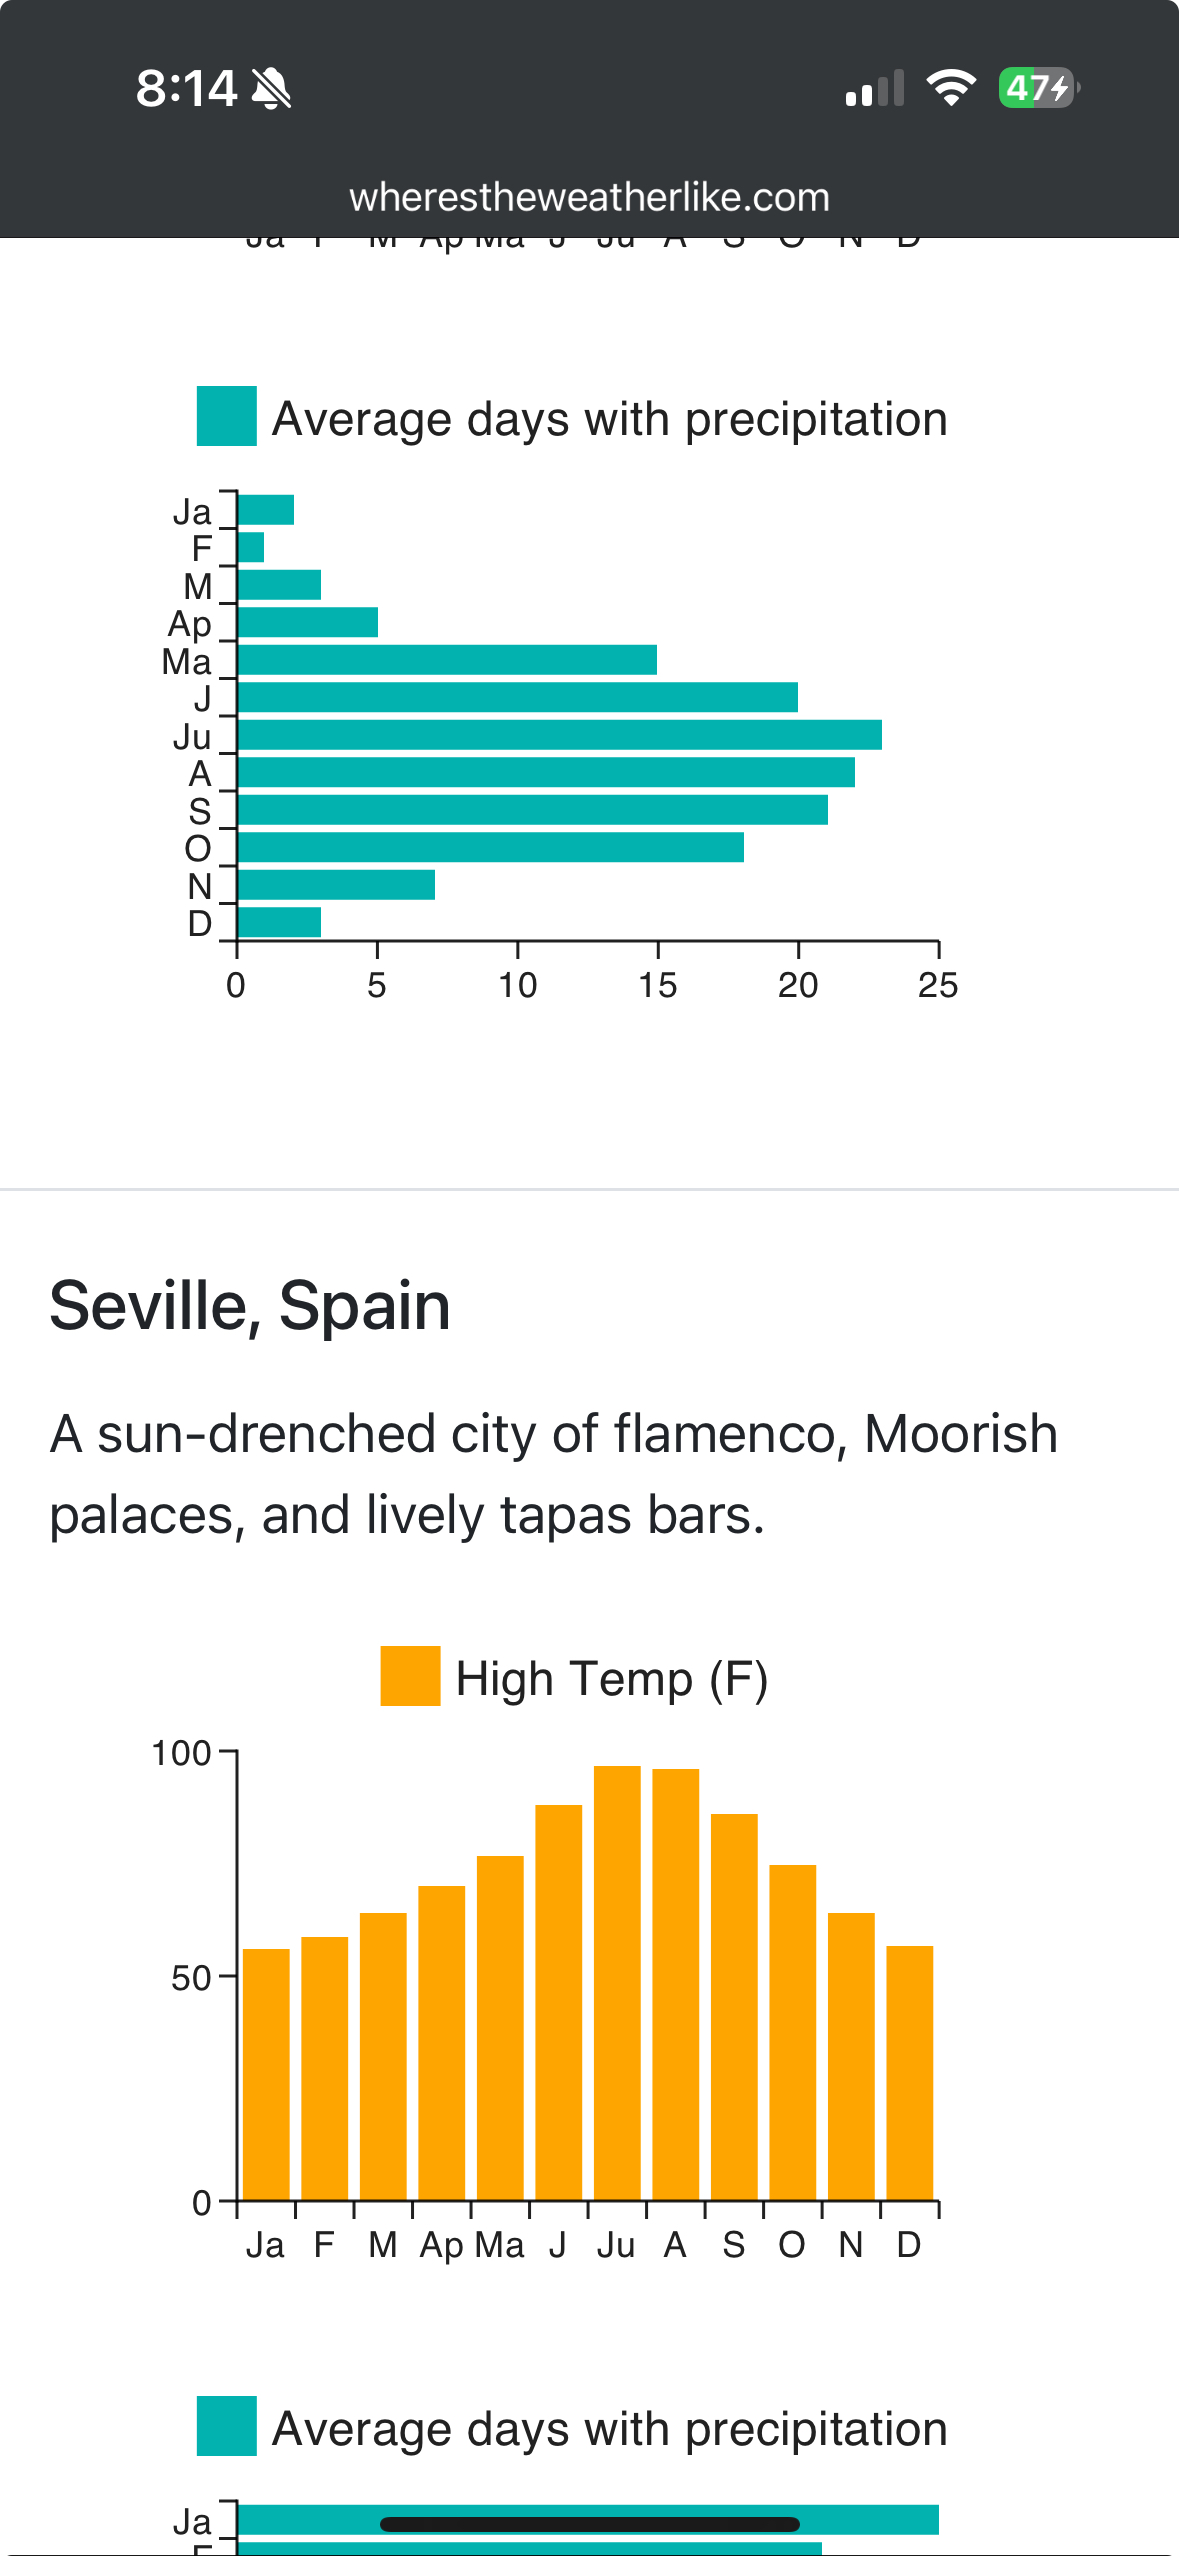 8:14
47
wherestheweatherlike.com
Ja F M Ap Ma J Ju A S O N D
Average days with precipitation
Ja
F
M
Ap
Ma
J
Ju
A
S
O
N
D
0 5 10 15 20 25
Seville, Spain
A sun-drenched city of flamenco, Moorish
palaces, and lively tapas bars.
High Temp (F)
100
50
0
Ja F M Ap Ma J Ju A S O N D
Average days with precipitation
Ja